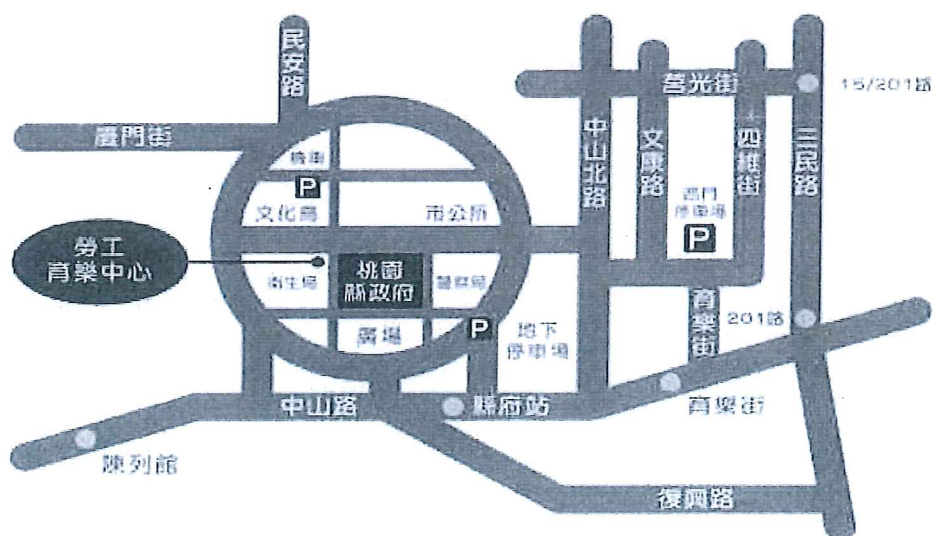 民安路
廈門街
莒光街
15/201路
中山北路
文康路
四維街
三民路
P
文化局
市公所
西門
停車場
P
勞工
育樂中心
衛生局
桃園
縣政府
警察局
廣場
P
地下
停車場
育樂街
201路
中山路
縣府站
育樂街
陳列館
復興路